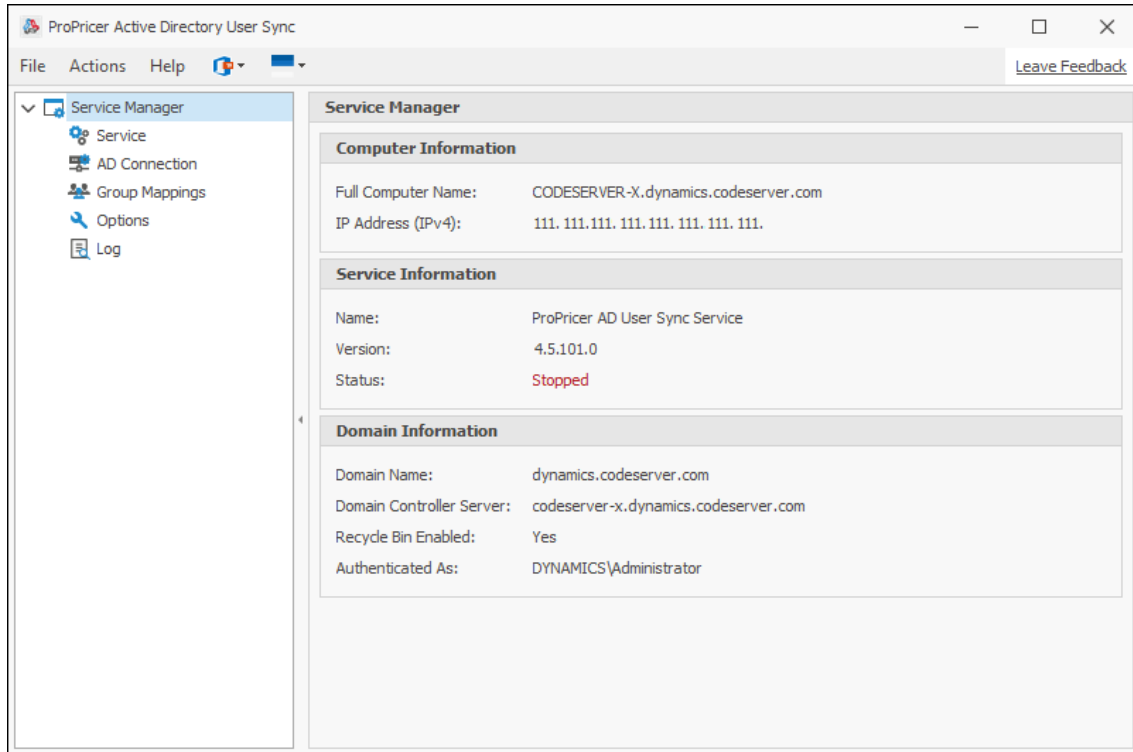 ProPricer Active Directory User Sync
File Actions Help Leave Feedback
Service Manager
Service
AD Connection
Group Mappings
Options
Log
Service Manager
Computer Information
Full Computer Name: CODESERVER-X.dynamics.codeserver.com
IP Address (IPv4): 111. 111.111. 111. 111. 111. 111. 111.
Service Information
Name: ProPricer AD User Sync Service
Version: 4.5.101.0
Status: Stopped
Domain Information
Domain Name: dynamics.codeserver.com
Domain Controller Server: codeserver-x.dynamics.codeserver.com
Recycle Bin Enabled: Yes
Authenticated As: DYNAMICS\Administrator